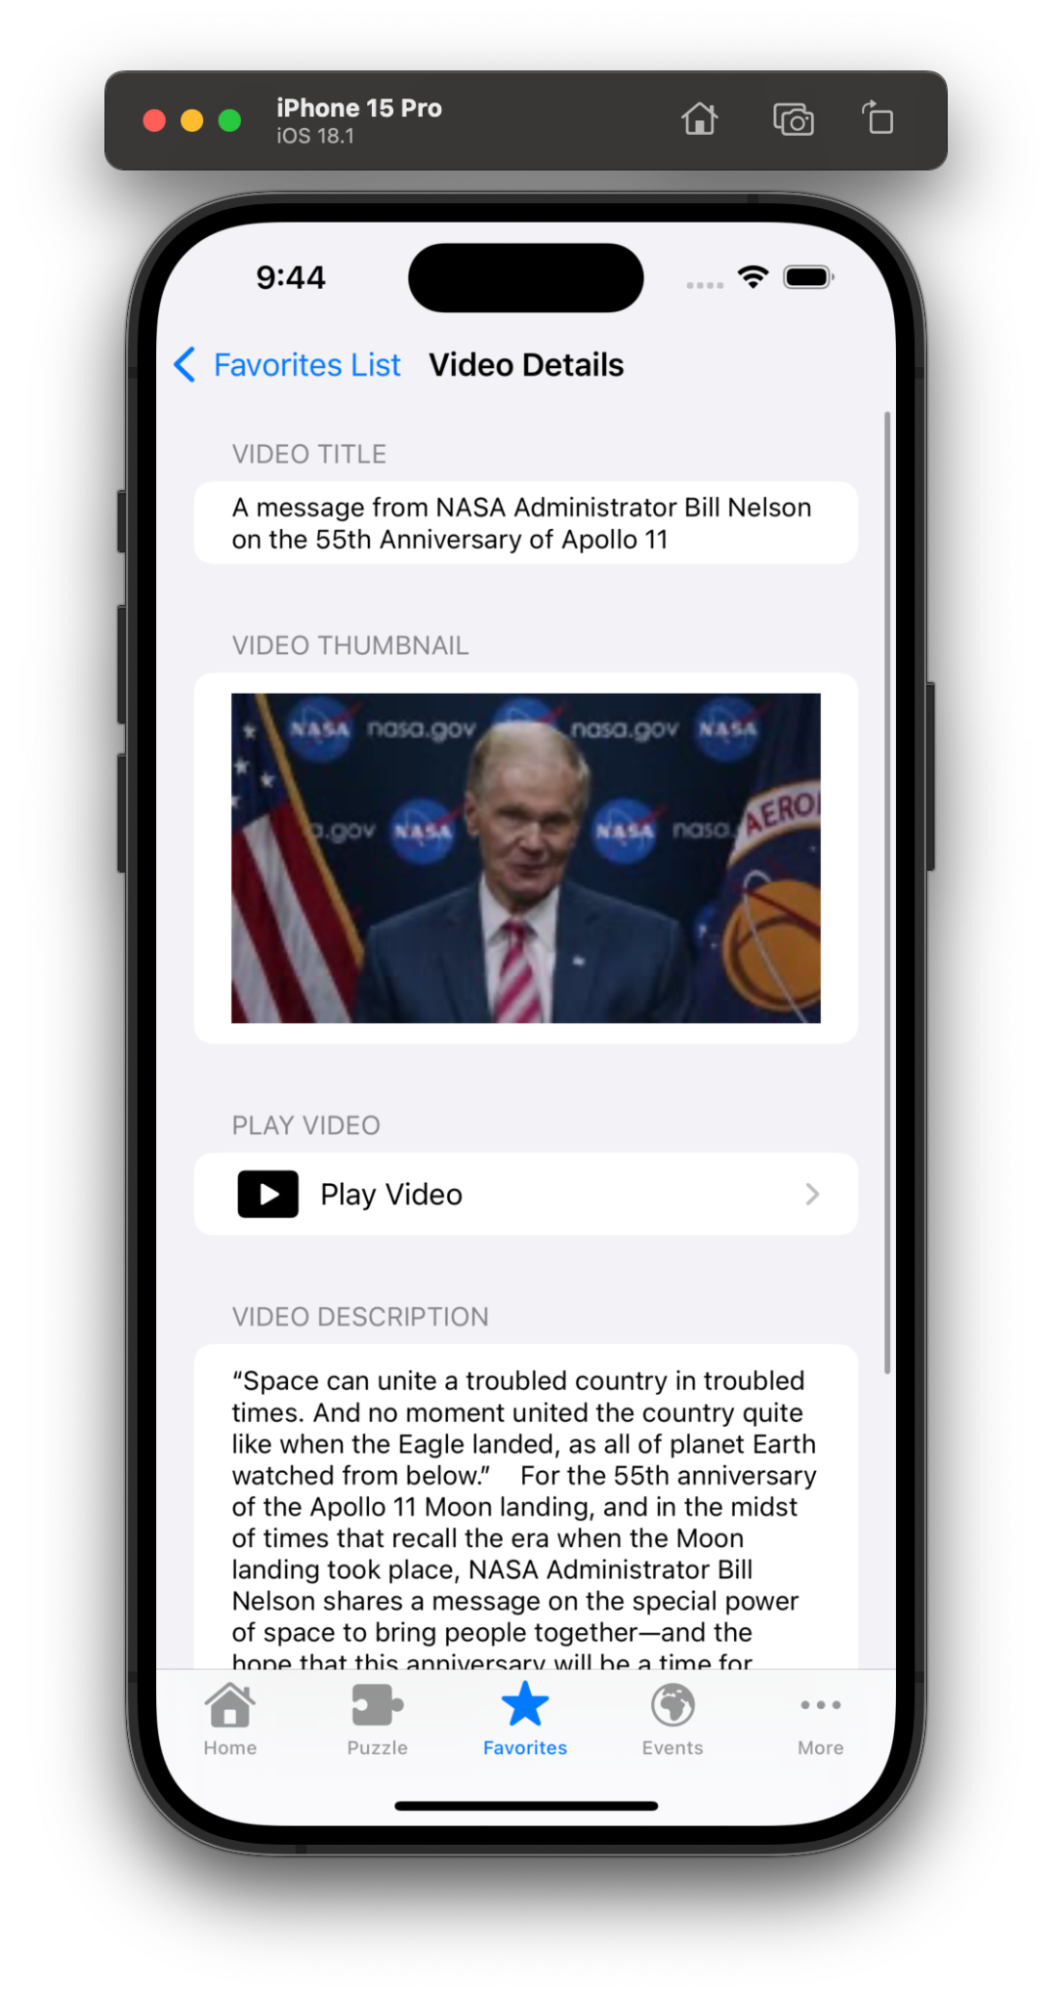 iPhone 15 Pro
iOS 18.1
9:44
Favorites List Video Details
VIDEO TITLE
A message from NASA Administrator Bill Nelson
on the 55th Anniversary of Apollo 11
VIDEO THUMBNAIL
NASA nasa.gov nasa.gov NASA
a.gov NASA NASA nasa.
AERO
PLAY VIDEO
Play Video
VIDEO DESCRIPTION
“Space can unite a troubled country in troubled
times. And no moment united the country quite
like when the Eagle landed, as all of planet Earth
watched from below.” For the 55th anniversary
of the Apollo 11 Moon landing, and in the midst
of times that recall the era when the Moon
landing took place, NASA Administrator Bill
Nelson shares a message on the special power
of space to bring people together—and the
hope that this anniversary will be a time for
Home Puzzle Favorites Events More